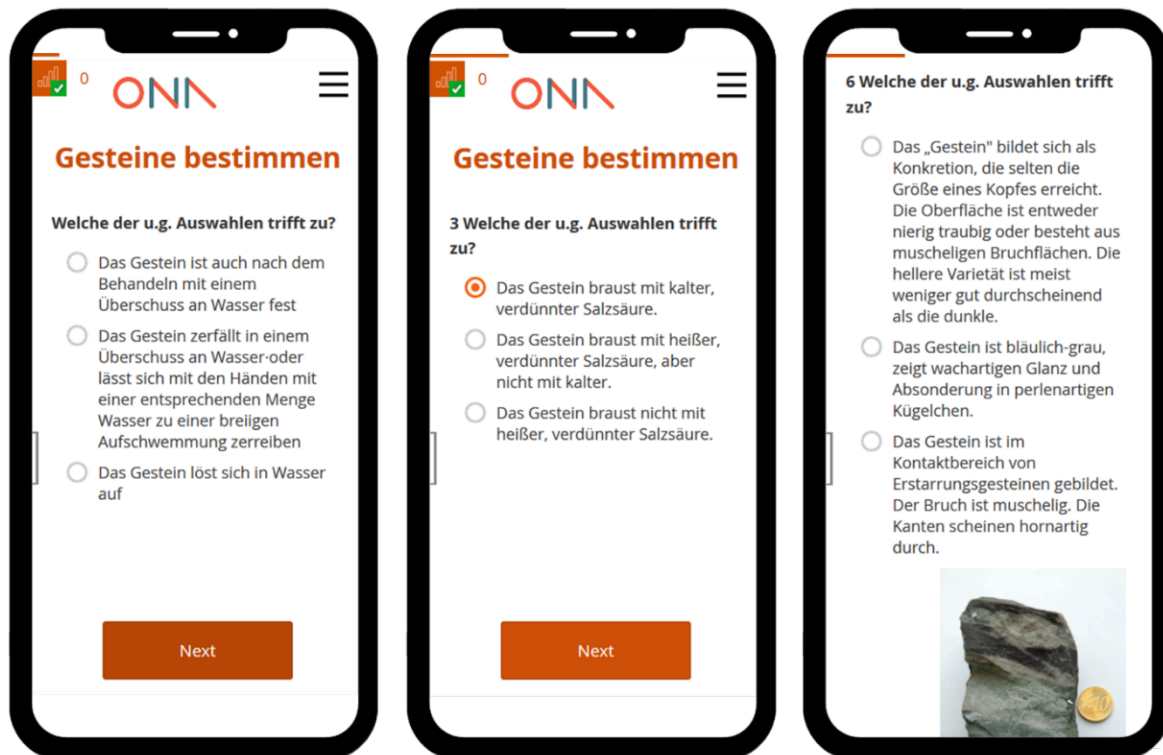 0
ONA
Gesteine bestimmen
Welche der u.g. Auswahlen trifft zu?
Das Gestein ist auch nach dem
Behandeln mit einem
Überschuss an Wasser fest
Das Gestein zerfällt in einem
Überschuss an Wasser·oder
lässt sich mit den Händen mit
einer entsprechenden Menge
Wasser zu einer breiigen
Aufschwemmung zerreiben
Das Gestein löst sich in Wasser
auf
Next
0
ONA
Gesteine bestimmen
3 Welche der u.g. Auswahlen trifft
zu?
Das Gestein braust mit kalter,
verdünnter Salzsäure.
Das Gestein braust mit heißer,
verdünnter Salzsäure, aber
nicht mit kalter.
Das Gestein braust nicht mit
heißer, verdünnter Salzsäure.
Next
6 Welche der u.g. Auswahlen trifft
zu?
Das „Gestein" bildet sich als
Konkretion, die selten die
Größe eines Kopfes erreicht.
Die Oberfläche ist entweder
nierig traubig oder besteht aus
muscheligen Bruchflächen. Die
hellere Varietät ist meist
weniger gut durchscheinend
als die dunkle.
Das Gestein ist bläulich-grau,
zeigt wachartigen Glanz und
Absonderung in perlenartigen
Kügelchen.
Das Gestein ist im
Kontaktbereich von
Erstarrungsgesteinen gebildet.
Der Bruch ist muschelig. Die
Kanten scheinen hornartig
durch.
10